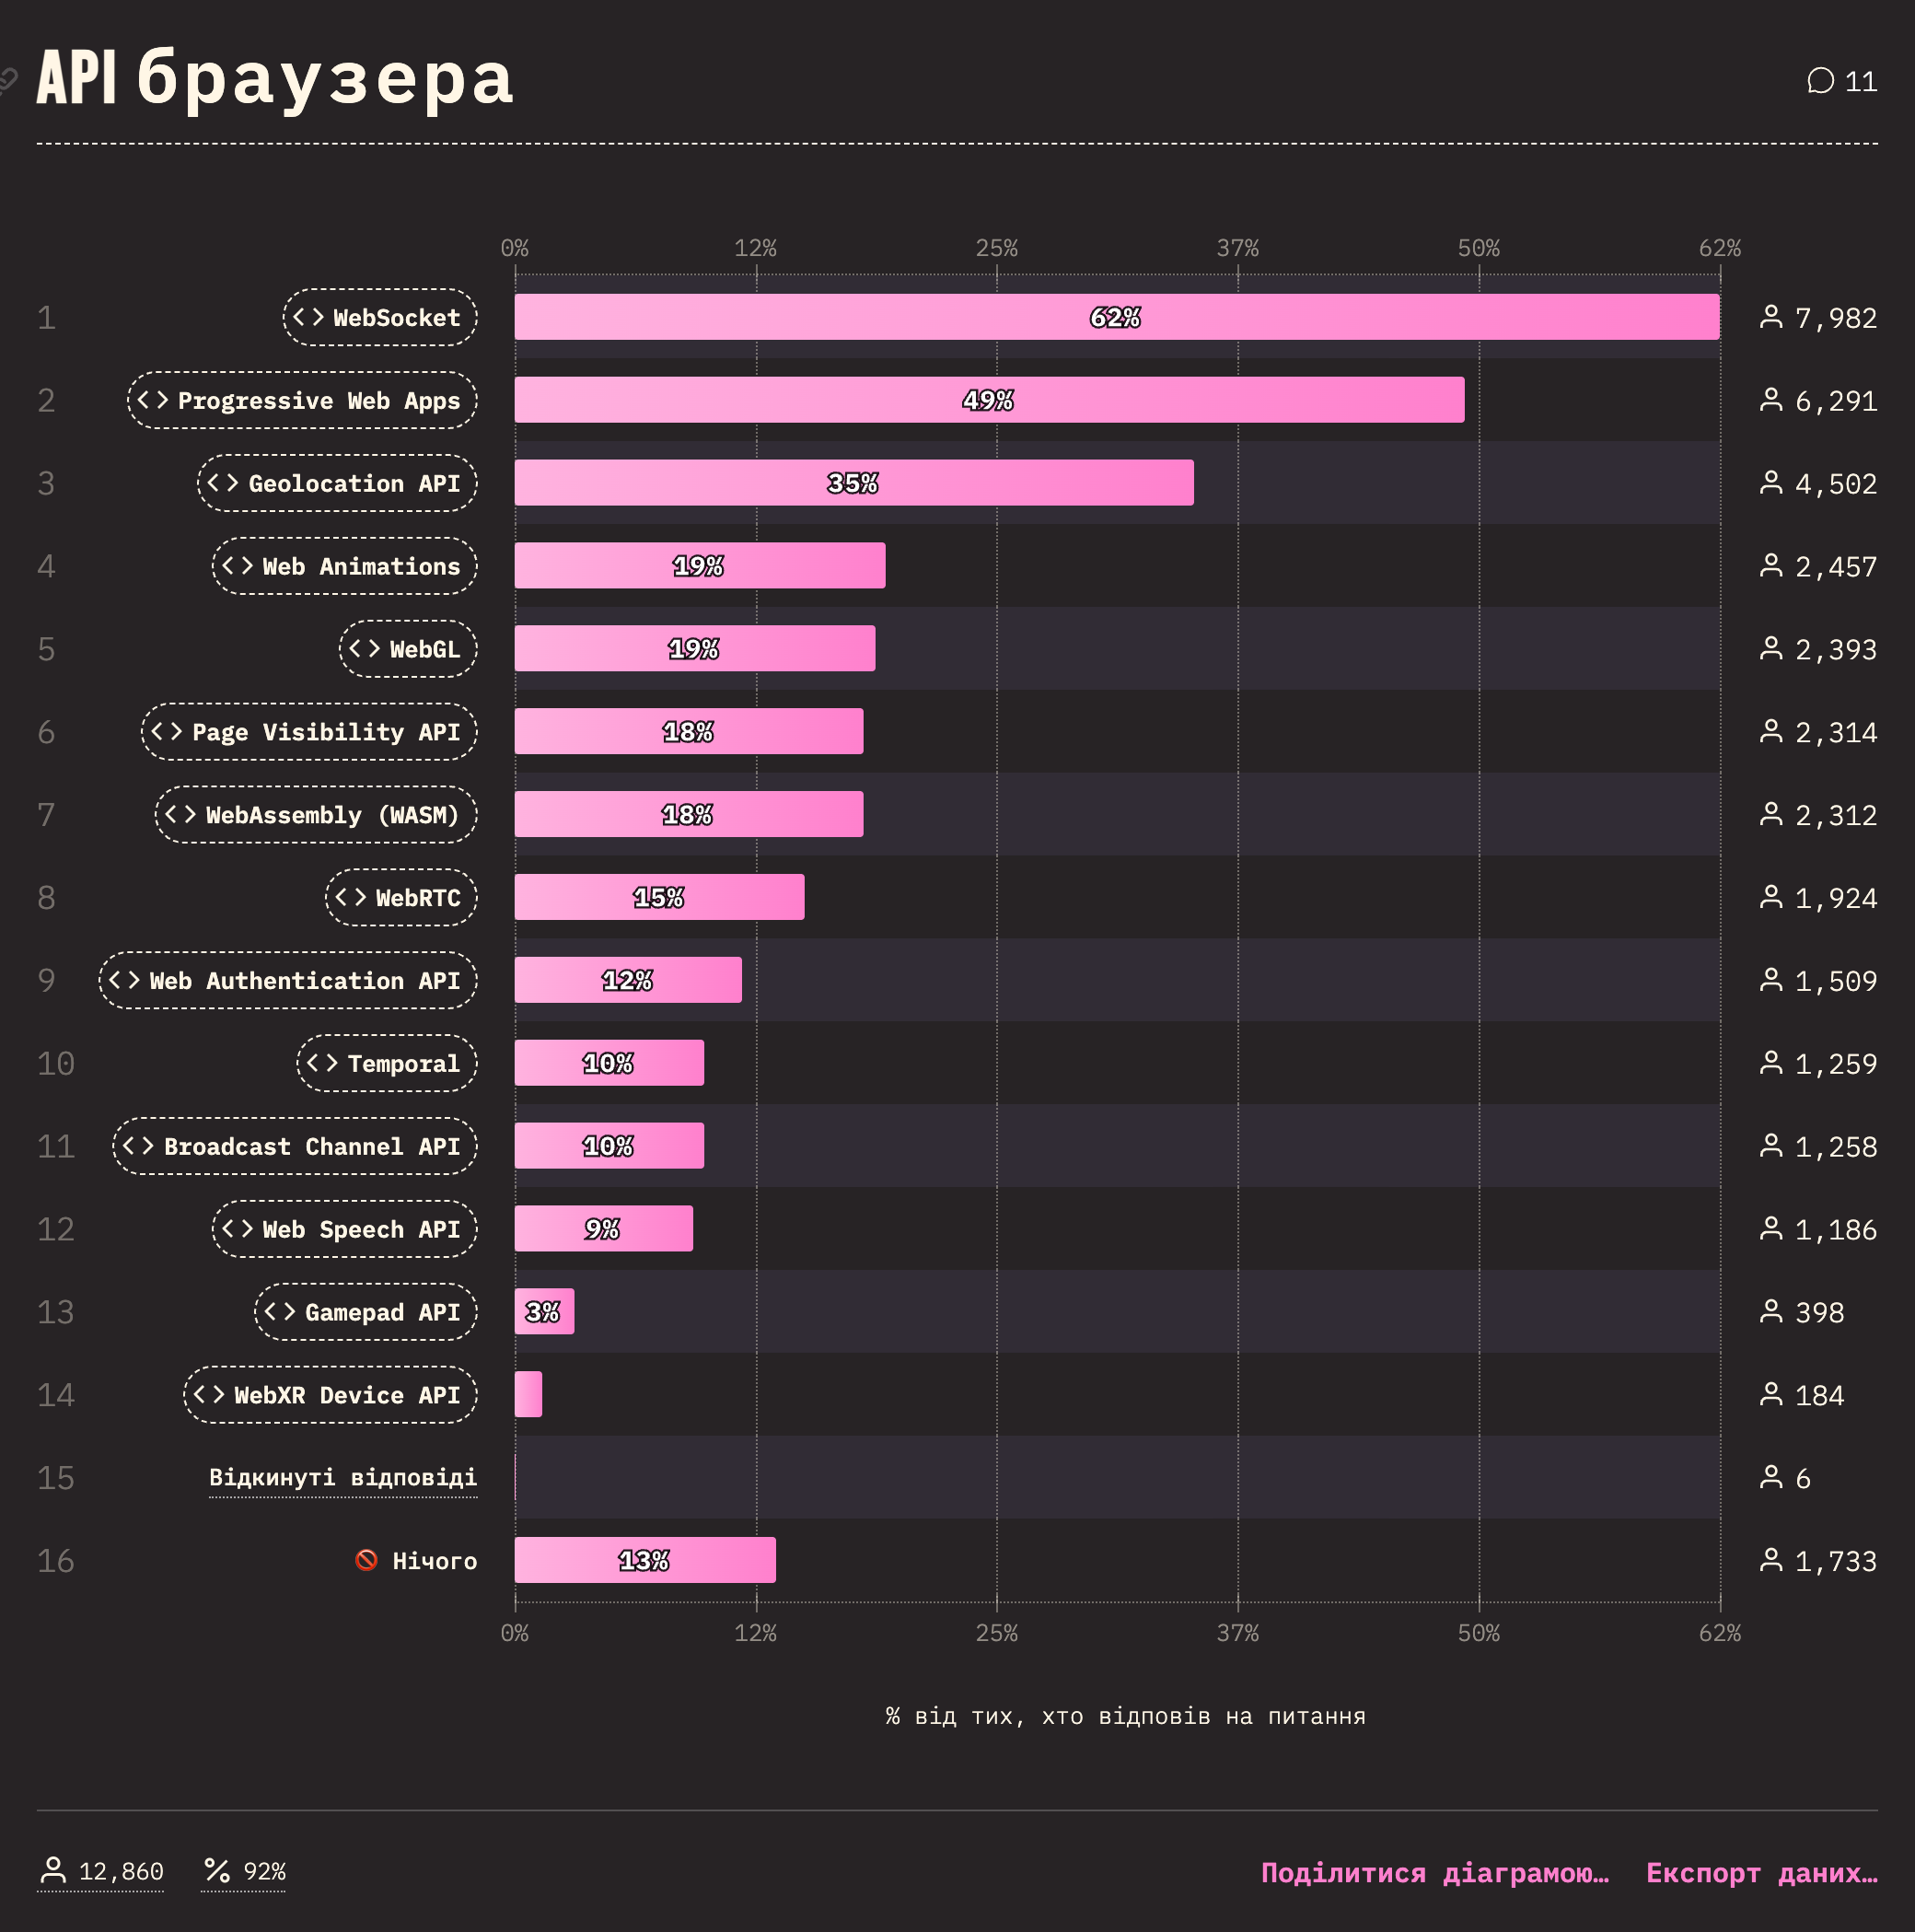 API браузера
11
0% 12% 25% 37% 50% 62%
1 <> WebSocket 62% 7,982
2 <> Progressive Web Apps 49% 6,291
3 <> Geolocation API 35% 4,502
4 <> Web Animations 19% 2,457
5 <> WebGL 19% 2,393
6 <> Page Visibility API 18% 2,314
7 <> WebAssembly (WASM) 18% 2,312
8 <> WebRTC 15% 1,924
9 <> Web Authentication API 12% 1,509
10 <> Temporal 10% 1,259
11 <> Broadcast Channel API 10% 1,258
12 <> Web Speech API 9% 1,186
13 <> Gamepad API 3% 398
14 <> WebXR Device API 184
15 Відкинуті відповіді 6
16 🚫 Нічого 13% 1,733
0% 12% 25% 37% 50% 62%
% від тих, хто відповів на питання
12,860 % 92% Поділитися діаграмою… Експорт даних…